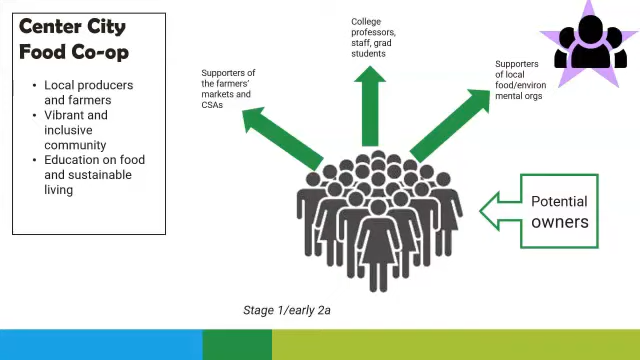 Center City
Food Co-op
• Local producers
and farmers
• Vibrant and
inclusive
community
• Education on food
and sustainable
living
Supporters of
the farmers'
markets and
CSAs
College
professors,
staff, grad
students
Supporters
of local
food/environ
mental orgs
Potential
owners
Stage 1/early 2a